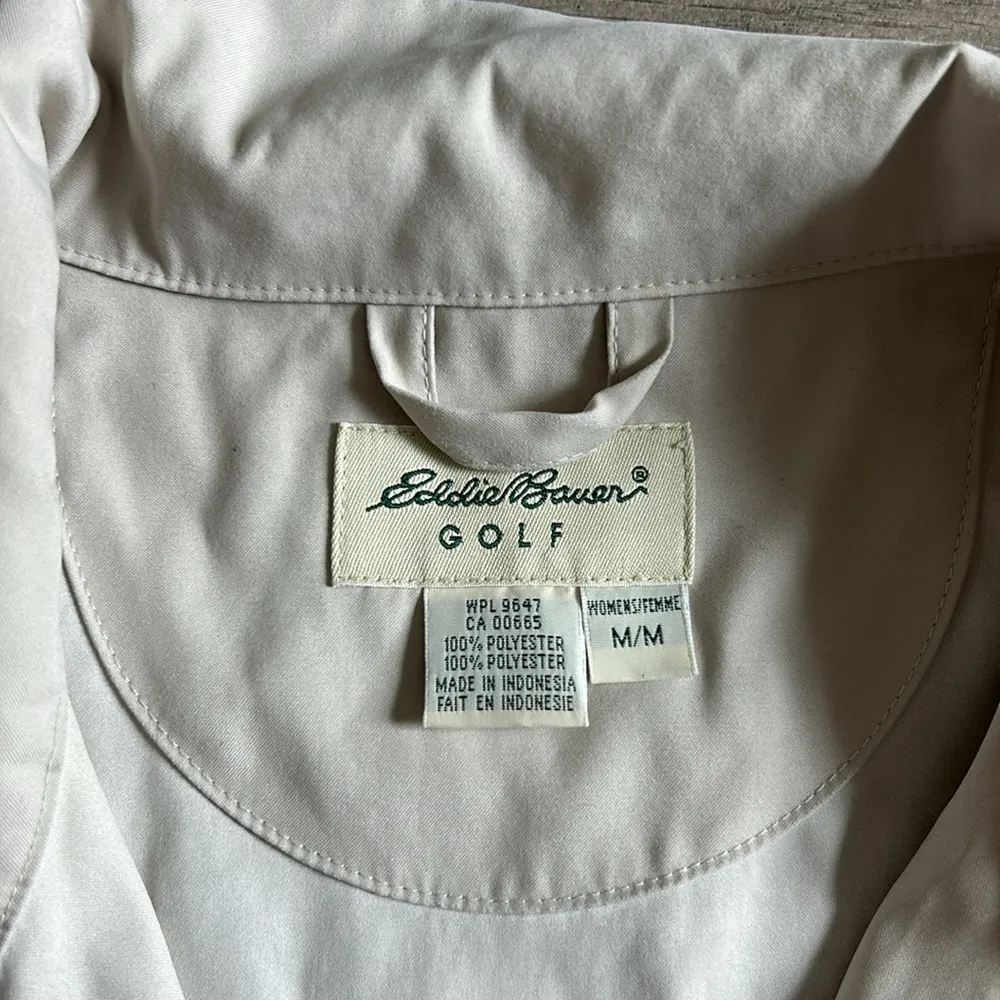 Eddie Bauer®
GOLF
WPL 9647
CA 00665
100% POLYESTER
100% POLYESTER
MADE IN INDONESIA
FAIT EN INDONESIE
WOMENS/FEMME
M/M